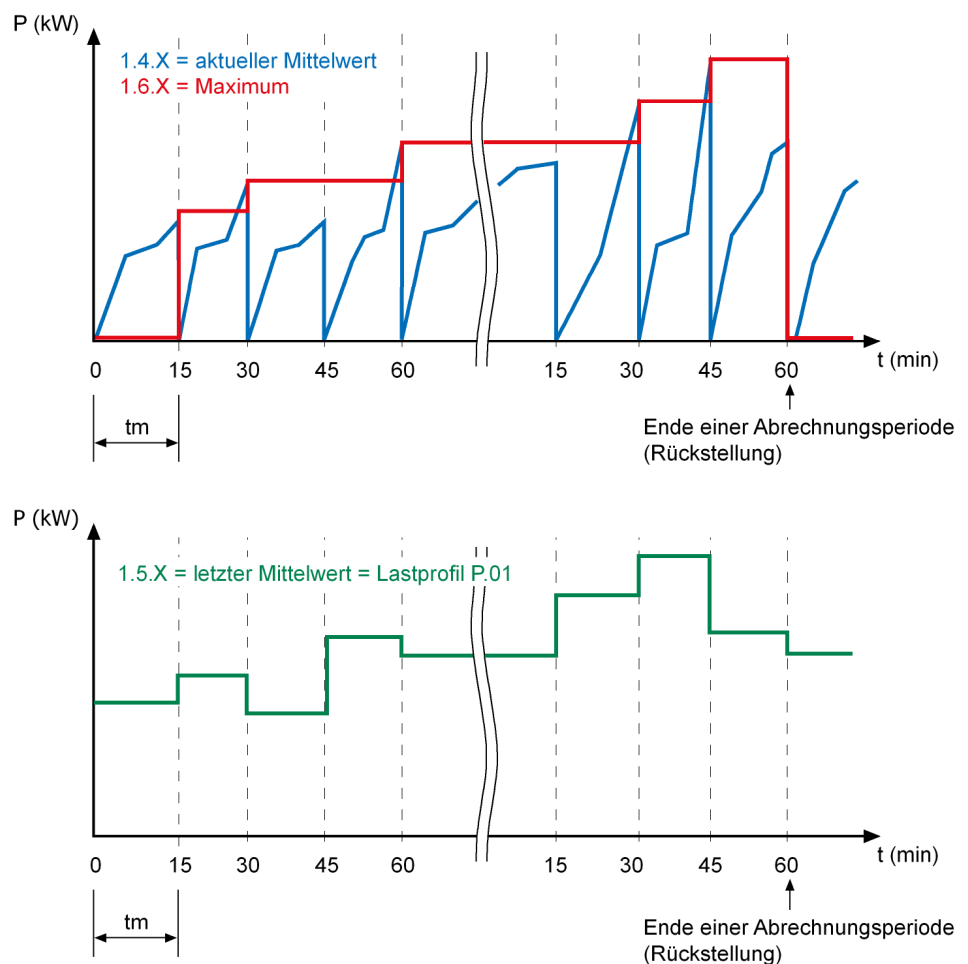 P (kW)
1.4.X = aktueller Mittelwert
1.6.X = Maximum
0 15 30 45 60 15 30 45 60
t (min)
tm
Ende einer Abrechnungsperiode
(Rückstellung)
P (kW)
1.5.X = letzter Mittelwert = Lastprofil P.01
t (min)
0 15 30 45 60 15 30 45 60
tm
Ende einer Abrechnungsperiode
(Rückstellung)